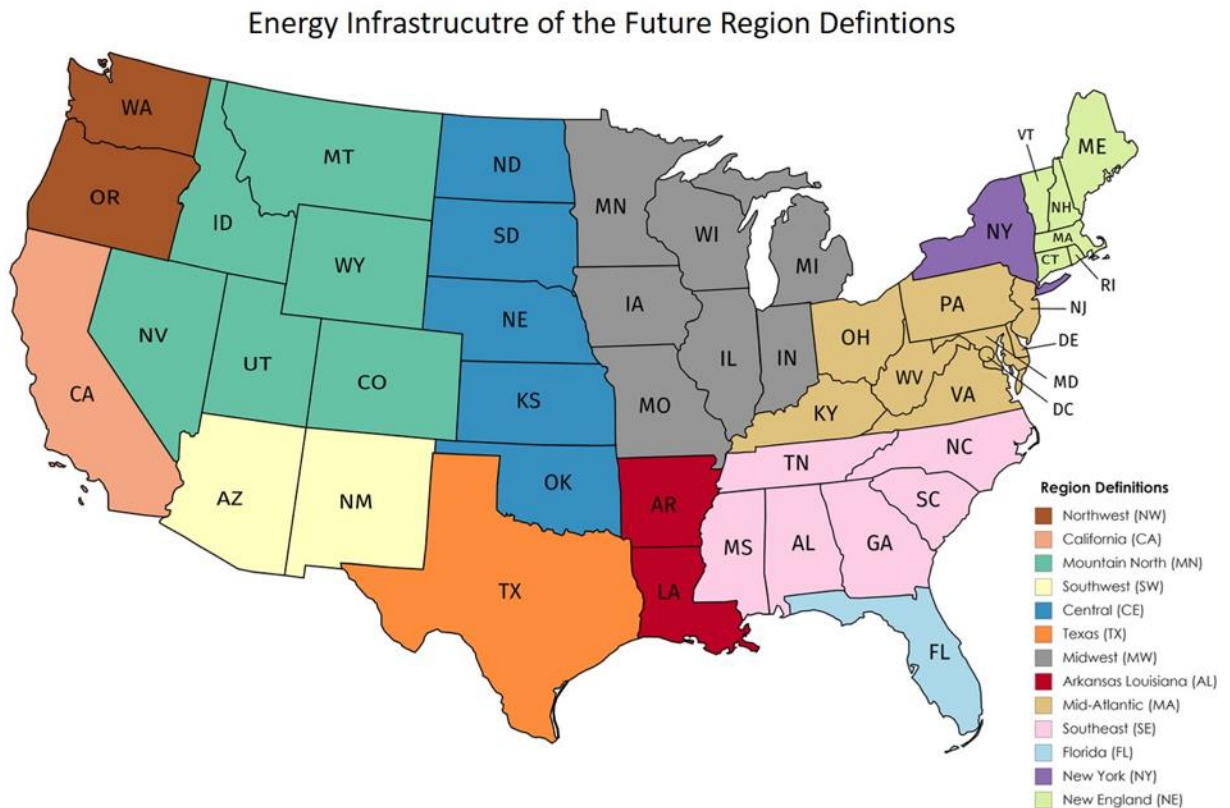 Energy Infrastrucutre of the Future Region Defintions
WA
MT
ND
MN
VT
ME
OR
ID
SD
WI
MI
NY
NH
MA
CT
RI
WY
NE
IA
PA
NJ
NV
UT
CO
IL
IN
OH
DE
CA
KS
MO
WV
VA
MD
KY
DC
AZ
NM
OK
AR
TN
NC
SC
TX
LA
MS
AL
GA
FL
Region Definitions
Northwest (NW)
California (CA)
Mountain North (MN)
Southwest (SW)
Central (CE)
Texas (TX)
Midwest (MW)
Arkansas Louisiana (AL)
Mid-Atlantic (MA)
Southeast (SE)
Florida (FL)
New York (NY)
New England (NE)